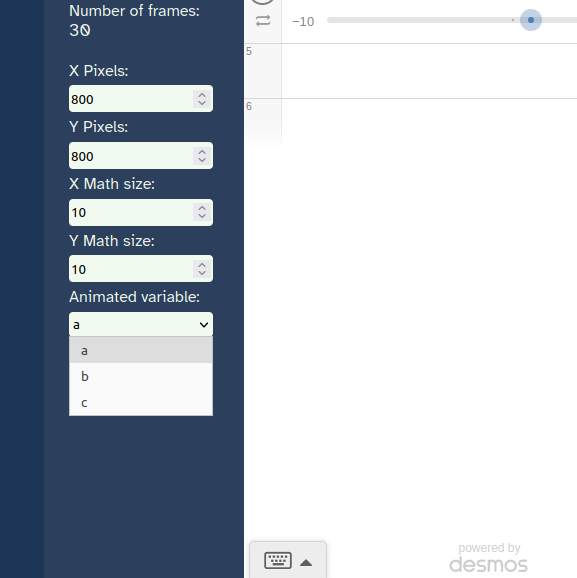 Number of frames:
30
X Pixels:
800
Y Pixels:
800
X Math size:
10
Y Math size:
10
Animated variable:
a
a
b
c
−10
5
6
powered by
desmos